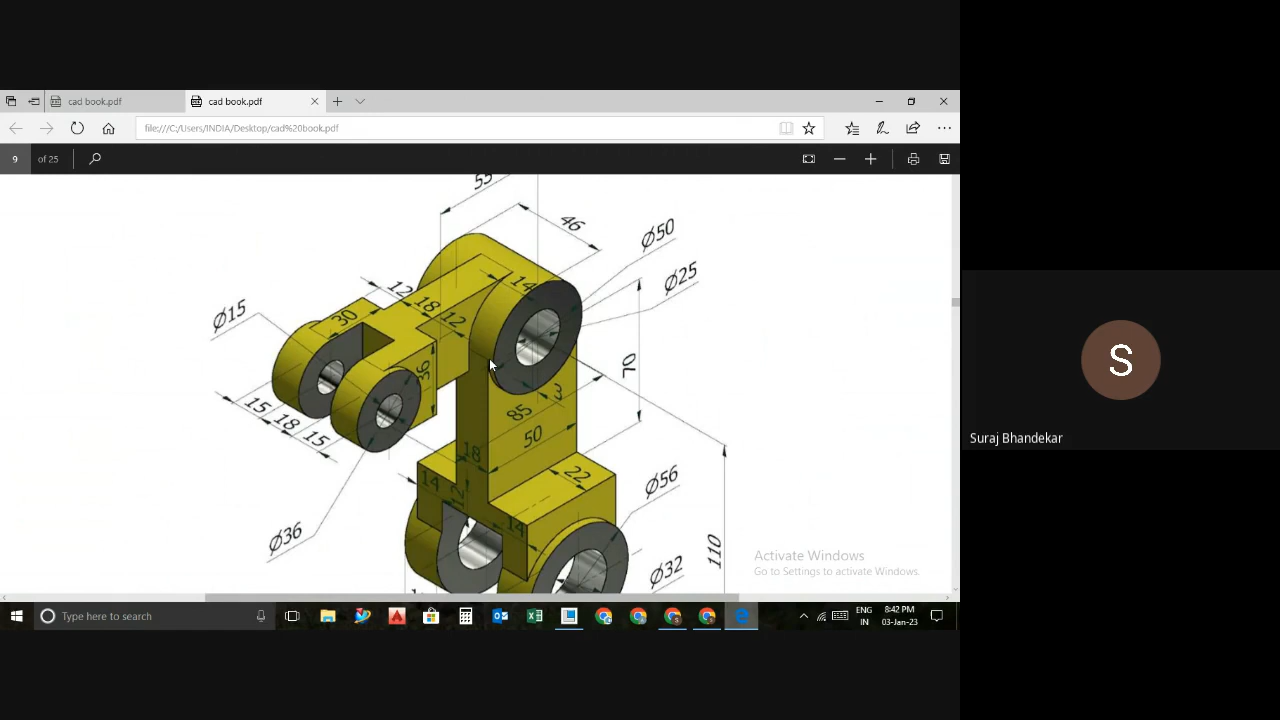 cad book.pdf
cad book.pdf
file:///C:/Users/INDIA/Desktop/cad%20book.pdf
9
of 25
55
46
Ø50
Ø25
14
12
18
12
30
Ø15
36
70
3
85
50
15
18
15
18
22
14
12
14
Ø56
Ø36
110
Ø32
Activate Windows
Go to Settings to activate Windows.
Type here to search
ENG
IN
8:42 PM
03-Jan-23
S
Suraj Bhandekar